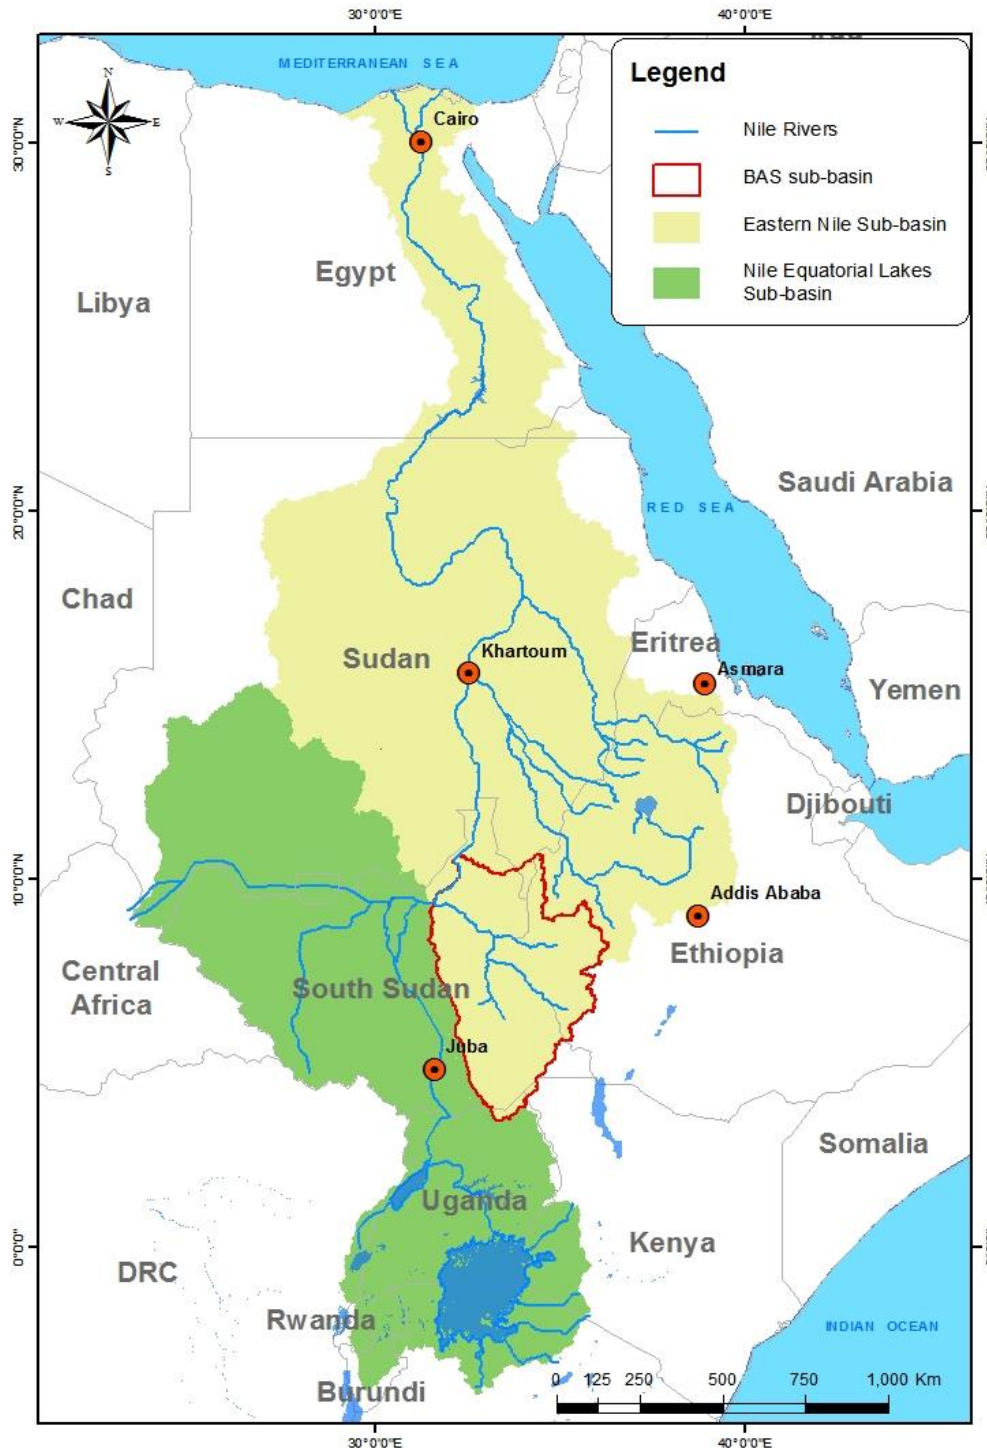 30°0'0"E
40°0'0"E
MEDITERRANEAN SEA
Legend
Nile Rivers
BAS sub-basin
Eastern Nile Sub-basin
Nile Equatorial Lakes
Sub-basin
N
W
E
S
Cairo
30°0'0"N
Egypt
Libya
Saudi Arabia
20°0'0"N
RED SEA
Chad
Eritrea
Sudan
Khartoum
Asmara
Yemen
Djibouti
10°0'0"N
Addis Ababa
Ethiopia
Central
Africa
South Sudan
Juba
Somalia
Uganda
Kenya
0°0'0"
DRC
Rwanda
INDIAN OCEAN
Burundi
0 125 250 500 750 1,000 Km
30°0'0"E
40°0'0"E